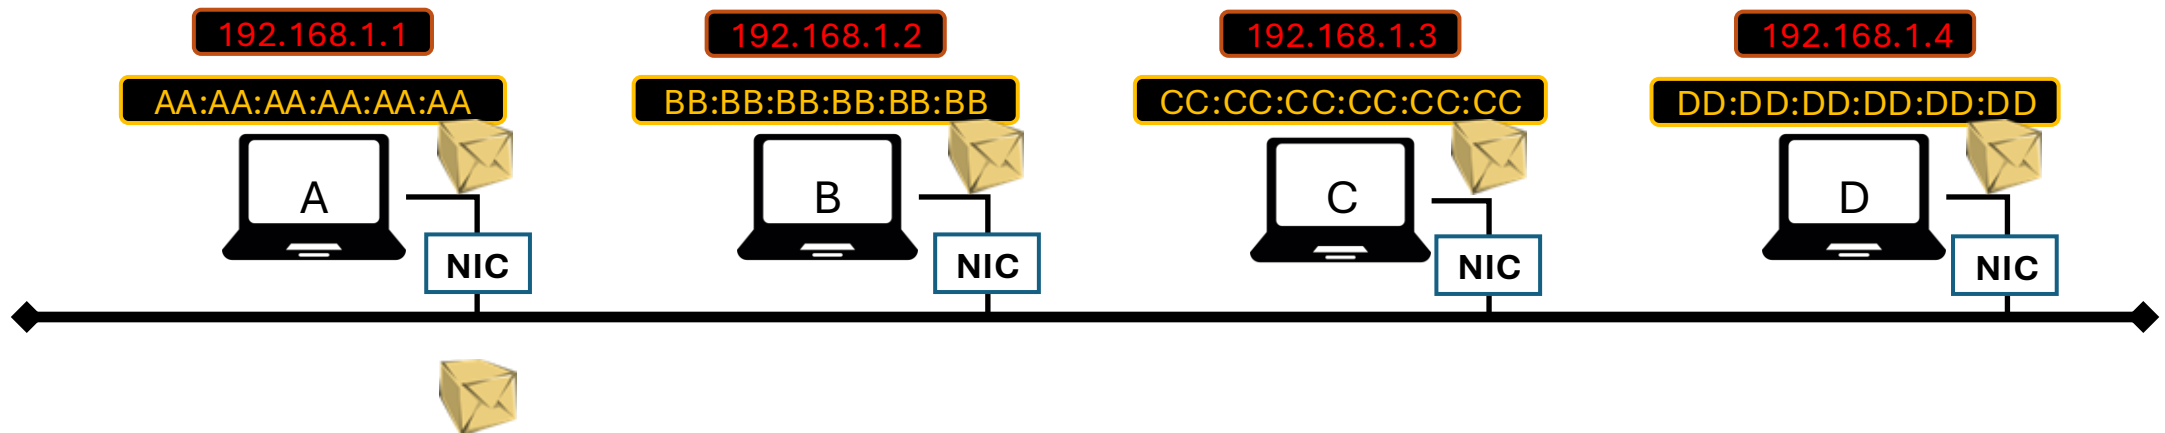 192.168.1.1 192.168.1.2 192.168.1.3 192.168.1.4
AA:AA:AA:AA:AA:AA BB:BB:BB:BB:BB:BB CC:CC:CC:CC:CC:CC DD:DD:DD:DD:DD:DD
A B C D
NIC NIC NIC NIC